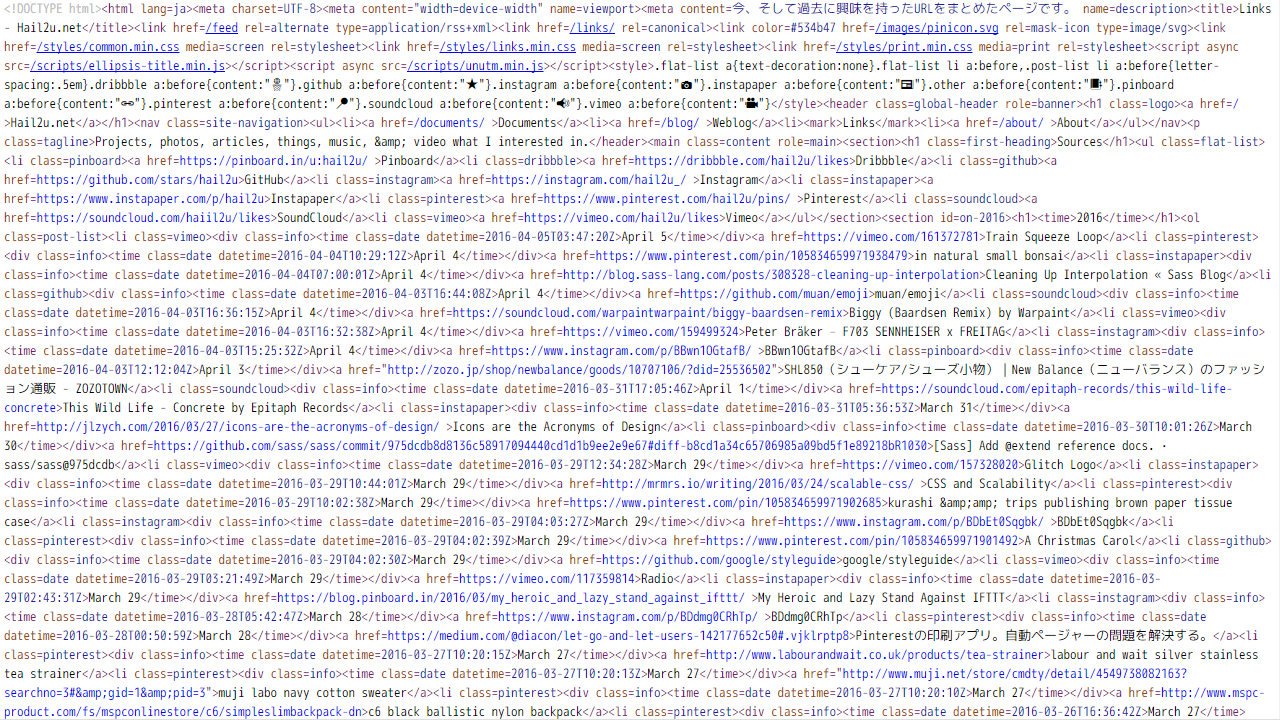 <!DOCTYPE html><html lang=ja><meta charset=UTF-8><meta content="width=device-width" name=viewport><meta content=今、そして過去に興味を持ったURLをまとめたページです。 name=description><title>Links
- Hail2u.net</title><link href=/feed rel=alternate type=application/rss+xml><link href=/links/ rel=canonical><link color=#534b47 href=/images/pinicon.svg rel=mask-icon type=image/svg><link
href=/styles/common.min.css media=screen rel=stylesheet><link href=/styles/links.min.css media=screen rel=stylesheet><link href=/styles/print.min.css media=print rel=stylesheet><script async
src=/scripts/ellipsis-title.min.js></script><script async src=/scripts/unutm.min.js></script><style>.flat-list a{text-decoration:none}.flat-list li a:before,.post-list li a:before{letter-
spacing:.5em}.dribbble a:before{content:""}.github a:before{content:"★"}.instagram a:before{content:"📷"}.instapaper a:before{content:""}.other a:before{content:""}.pinboard
a:before{content:""}.pinterest a:before{content:""}.soundcloud a:before{content:""}.vimeo a:before{content:"🎥"}</style><header class=global-header role=banner><h1 class=logo><a href=/
>Hail2u.net</a></h1><nav class=site-navigation><ul><li><a href=/documents/ >Documents</a><li><a href=/blog/ >Weblog</a><li><mark>Links</mark><li><a href=/about/ >About</a></ul></nav><p
class=tagline>Projects, photos, articles, things, music, &amp; video what I interested in.</header><main class=content role=main><section><h1 class=first-heading>Sources</h1><ul class=flat-list>
<li class=pinboard><a href=https://pinboard.in/u:hail2u/ >Pinboard</a><li class=dribbble><a href=https://dribbble.com/hail2u/likes>Dribbble</a><li class=github><a
href=https://github.com/stars/hail2u>GitHub</a><li class=instagram><a href=https://instagram.com/hail2u_/ >Instagram</a><li class=instapaper><a
href=https://www.instapaper.com/p/hail2u>Instapaper</a><li class=pinterest><a href=https://www.pinterest.com/hail2u/pins/ >Pinterest</a><li class=soundcloud><a
href=https://soundcloud.com/haiil2u/likes>SoundCloud</a><li class=vimeo><a href=https://vimeo.com/hail2u/likes>Vimeo</a></ul></section><section id=on-2016><h1><time>2016</time></h1><ol
class=post-list><li class=vimeo><div class=info><time class=date datetime=2016-04-05T03:47:20Z>April 5</time></div><a href=https://vimeo.com/161372781>Train Squeeze Loop</a><li class=pinterest>
<div class=info><time class=date datetime=2016-04-04T10:29:12Z>April 4</time></div><a href=https://www.pinterest.com/pin/105834659971938479>in natural small bonsai</a><li class=instapaper><div
class=info><time class=date datetime=2016-04-04T07:00:01Z>April 4</time></div><a href=http://blog.sass-lang.com/posts/308328-cleaning-up-interpolation>Cleaning Up Interpolation « Sass Blog</a><li
class=github><div class=info><time class=date datetime=2016-04-03T16:44:08Z>April 4</time></div><a href=https://github.com/muan/emoji>muan/emoji</a><li class=soundcloud><div class=info><time
class=date datetime=2016-04-03T16:36:15Z>April 4</time></div><a href=https://soundcloud.com/warpaintwarpaint/biggy-baardsen-remix>Biggy (Baardsen Remix) by Warpaint</a><li class=vimeo><div
class=info><time class=date datetime=2016-04-03T16:32:38Z>April 4</time></div><a href=https://vimeo.com/159499324>Peter Bräker – F703 SENNHEISER x FREITAG</a><li class=instagram><div class=info>
<time class=date datetime=2016-04-03T15:25:32Z>April 4</time></div><a href=https://www.instagram.com/p/BBwn1OGtafB/ >BBwn1OGtafB</a><li class=pinboard><div class=info><time class=date
datetime=2016-04-03T12:12:04Z>April 3</time></div><a href="http://zozo.jp/shop/newbalance/goods/10707106/?did=25536502">SHL850（シューケア/シューズ小物）｜New Balance（ニューバランス）のファッシ
ョン通販 - ZOZOTOWN</a><li class=soundcloud><div class=info><time class=date datetime=2016-03-31T17:05:46Z>April 1</time></div><a href=https://soundcloud.com/epitaph-records/this-wild-life-
concrete>This Wild Life - Concrete by Epitaph Records</a><li class=instapaper><div class=info><time class=date datetime=2016-03-31T05:36:53Z>March 31</time></div><a
href=http://jlzych.com/2016/03/27/icons-are-the-acronyms-of-design/ >Icons are the Acronyms of Design</a><li class=pinboard><div class=info><time class=date datetime=2016-03-30T10:01:26Z>March
30</time></div><a href=https://github.com/sass/sass/commit/975dcdb8d8136c58917094440cd1d1b9ee2e9e67#diff-b8cd1a34c65706985a09bd5f1e89218bR1030>[Sass] Add @extend reference docs. ·
sass/sass@975dcdb</a><li class=vimeo><div class=info><time class=date datetime=2016-03-29T12:34:28Z>March 29</time></div><a href=https://vimeo.com/157328020>Glitch Logo</a><li class=instapaper>
<div class=info><time class=date datetime=2016-03-29T10:44:01Z>March 29</time></div><a href=http://mrmrs.io/writing/2016/03/24/scalable-css/ >CSS and Scalability</a><li class=pinterest><div
class=info><time class=date datetime=2016-03-29T10:02:38Z>March 29</time></div><a href=https://www.pinterest.com/pin/105834659971902685>kurashi &amp;amp; trips publishing brown paper tissue
case</a><li class=instagram><div class=info><time class=date datetime=2016-03-29T04:03:27Z>March 29</time></div><a href=https://www.instagram.com/p/BDbEt0Sqgbk/ >BDbEt0Sqgbk</a><li
class=pinterest><div class=info><time class=date datetime=2016-03-29T04:02:39Z>March 29</time></div><a href=https://www.pinterest.com/pin/105834659971901492>A Christmas Carol</a><li class=github>
<div class=info><time class=date datetime=2016-03-29T04:02:30Z>March 29</time></div><a href=https://github.com/google/styleguide>google/styleguide</a><li class=vimeo><div class=info><time
class=date datetime=2016-03-29T03:21:49Z>March 29</time></div><a href=https://vimeo.com/117359814>Radio</a><li class=instapaper><div class=info><time class=date datetime=2016-03-
29T02:43:31Z>March 29</time></div><a href=https://blog.pinboard.in/2016/03/my_heroic_and_lazy_stand_against_ifttt/ >My Heroic and Lazy Stand Against IFTTT</a><li class=instagram><div class=info>
<time class=date datetime=2016-03-28T05:42:47Z>March 28</time></div><a href=https://www.instagram.com/p/BDdmg0CRhTp/ >BDdmg0CRhTp</a><li class=pinboard><div class=info><time class=date
datetime=2016-03-28T00:50:59Z>March 28</time></div><a href=https://medium.com/@diacon/let-go-and-let-users-142177652c50#.vjklrptp8>Pinterestの印刷アプリ。自動ページャーの問題を解決する。</a><li
class=pinterest><div class=info><time class=date datetime=2016-03-27T10:20:15Z>March 27</time></div><a href=http://www.labourandwait.co.uk/products/tea-strainer>labour and wait silver stainless
tea strainer</a><li class=pinterest><div class=info><time class=date datetime=2016-03-27T10:20:13Z>March 27</time></div><a href="http://www.muji.net/store/cmdty/detail/4549738082163?
searchno=3#&amp;gid=1&amp;pid=3">muji labo navy cotton sweater</a><li class=pinterest><div class=info><time class=date datetime=2016-03-27T10:20:10Z>March 27</time></div><a href=http://www.mspc-
product.com/fs/mspconlinestore/c6/simpleslimbackpack-dn>c6 black ballistic nylon backpack</a><li class=pinterest><div class=info><time class=date datetime=2016-03-26T16:36:42Z>March 27</time>